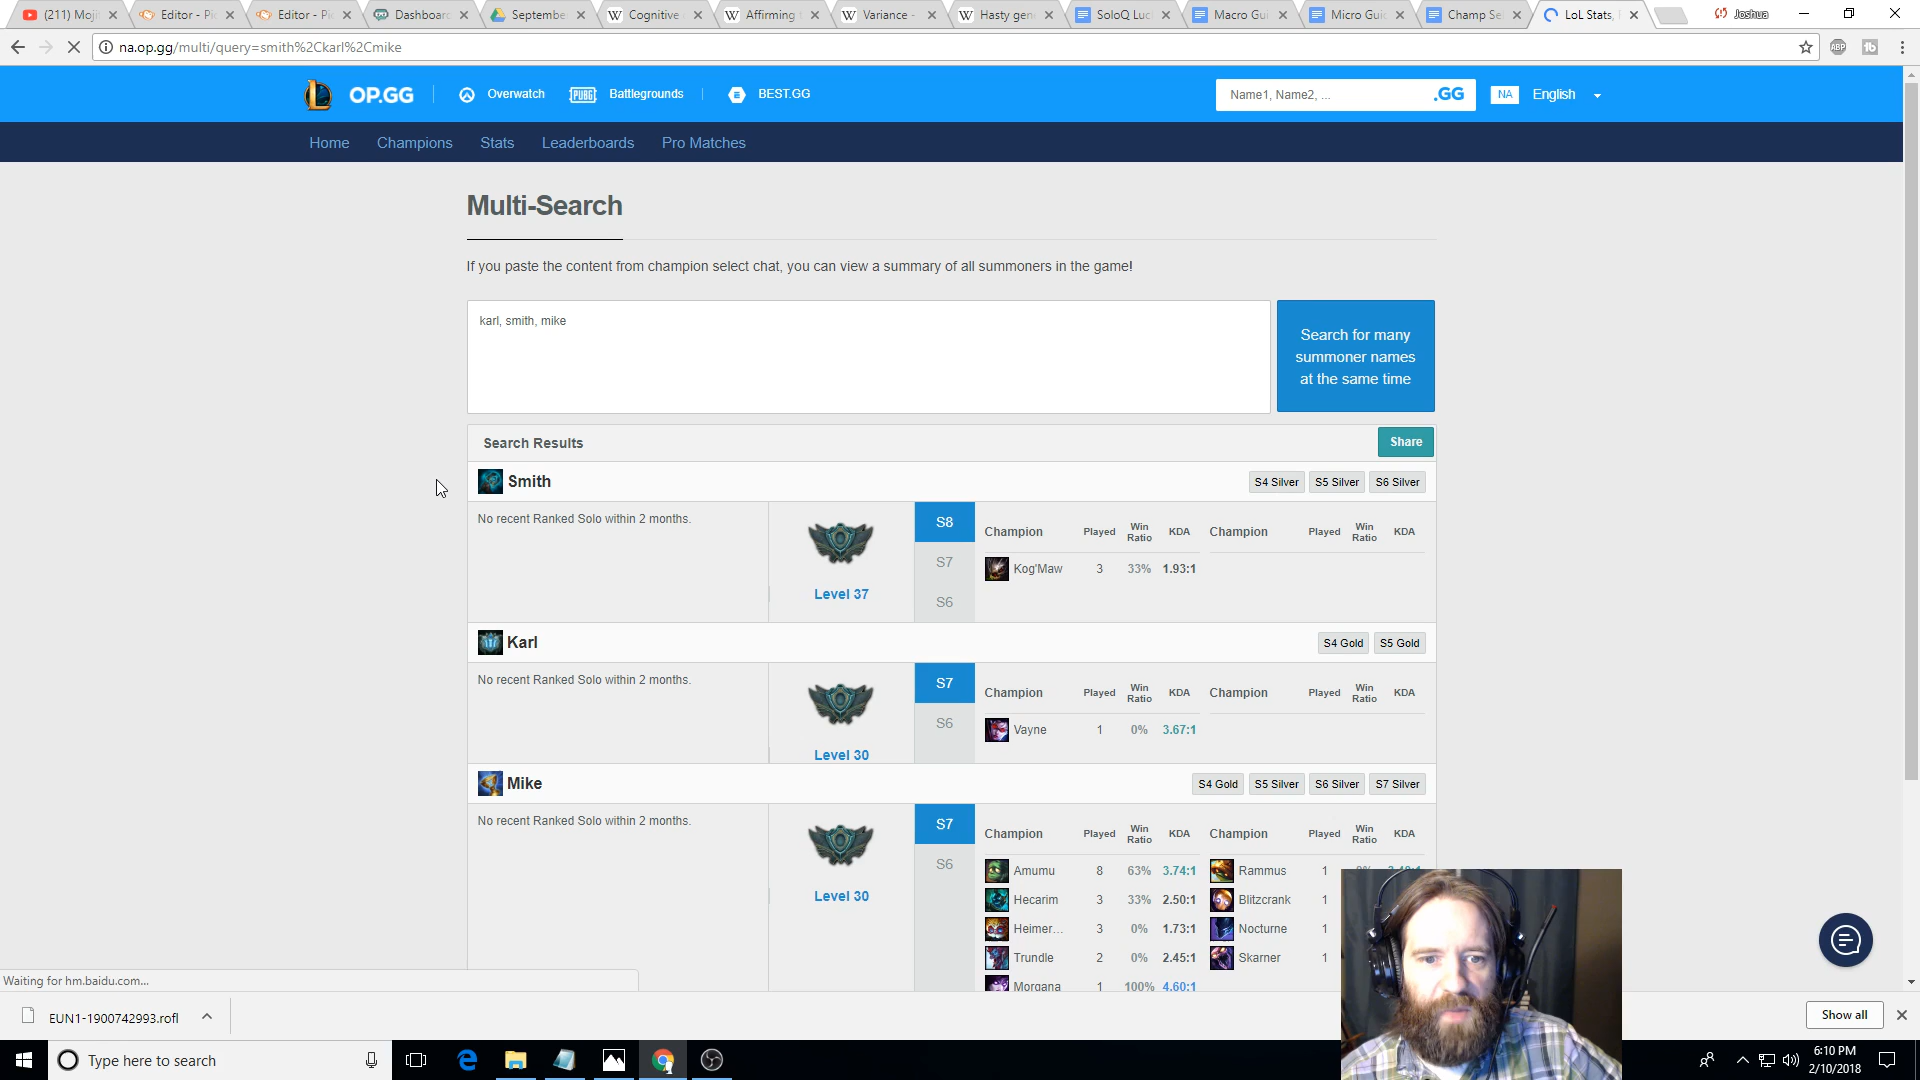 (211) Moji
Editor - Pi
Editor - Pi
Dashboar
Septembe
Cognitive
Affirming
Variance -
Hasty gen
SoloQ Luc
Macro Gu
Micro Guid
Champ Se
LoL Stats,
Joshua
na.op.gg/multi/query=smith%2Ckarl%2Cmike
ABP
tb
OP.GG
Overwatch
PUBG
Battlegrounds
BEST.GG
Name1, Name2, ...
.GG
NA
English
Home
Champions
Stats
Leaderboards
Pro Matches
Multi-Search
If you paste the content from champion select chat, you can view a summary of all summoners in the game!
karl, smith, mike
Search for many
summoner names
at the same time
Search Results
Share
Smith
S4 Silver
S5 Silver
S6 Silver
No recent Ranked Solo within 2 months.
Level 37
S8
S7
S6
Champion Played Win Ratio KDA Champion Played Win Ratio KDA
Kog'Maw 3 33% 1.93:1
Karl
S4 Gold
S5 Gold
No recent Ranked Solo within 2 months.
Level 30
S7
S6
Champion Played Win Ratio KDA Champion Played Win Ratio KDA
Vayne 1 0% 3.67:1
Mike
S4 Gold
S5 Silver
S6 Silver
S7 Silver
No recent Ranked Solo within 2 months.
Level 30
S7
S6
Champion Played Win Ratio KDA Champion Played Win Ratio KDA
Amumu 8 63% 3.74:1 Rammus 1
Hecarim 3 33% 2.50:1 Blitzcrank 1
Heimer... 3 0% 1.73:1 Nocturne 1
Trundle 2 0% 2.45:1 Skarner 1
Morgana 1 100% 4.60:1
Waiting for hm.baidu.com...
EUN1-1900742993.rofl
Show all
Type here to search
6:10 PM
2/10/2018